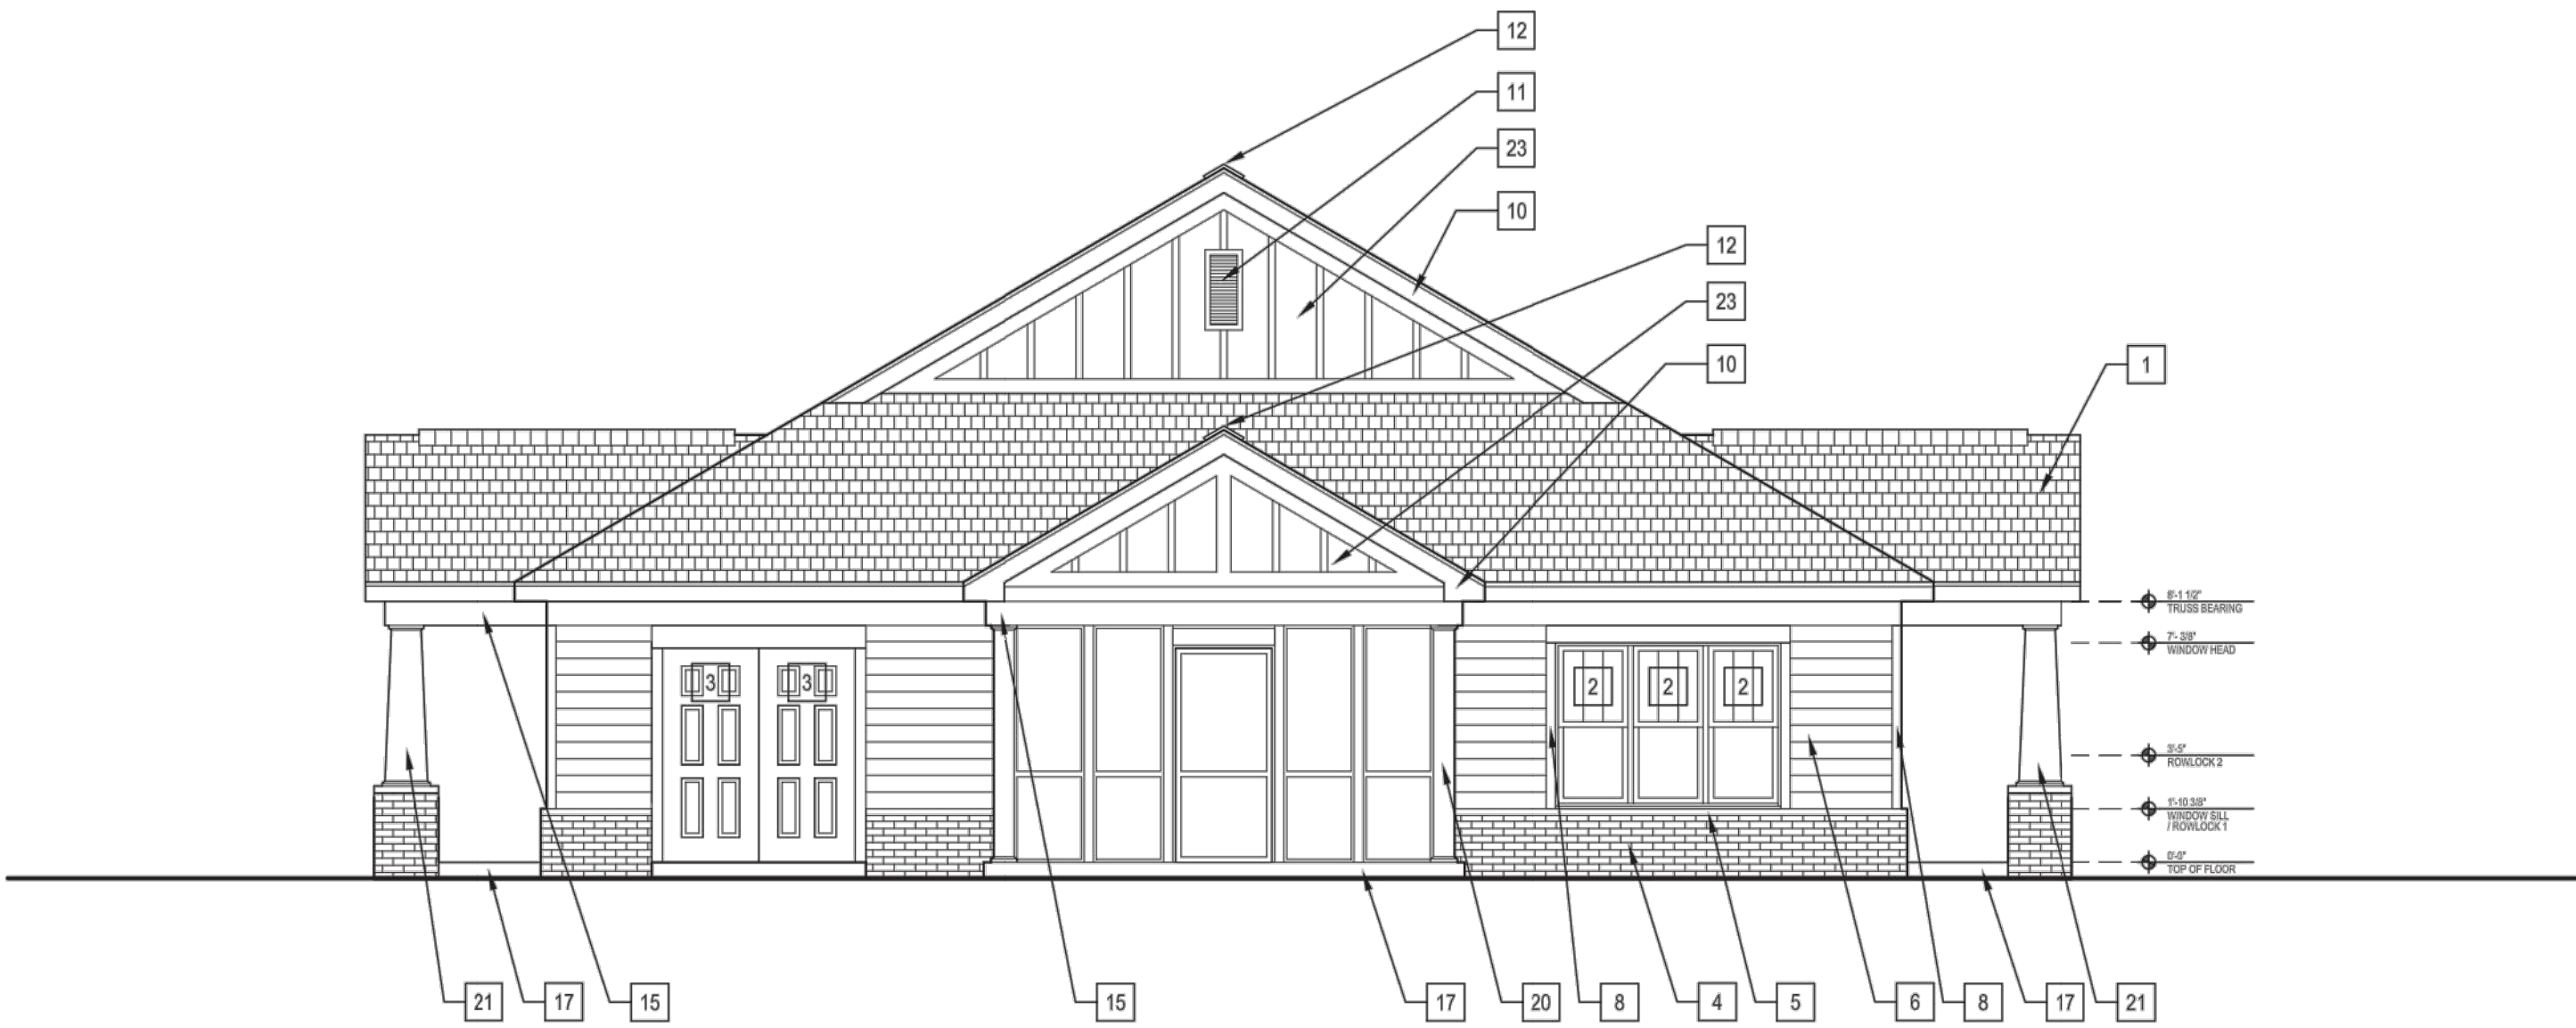 12
11
23
10
12
23
10
1
8'-1 1/2"
TRUSS BEARING
7'- 3/8"
WINDOW HEAD
3 3
2 2 2
3'-5"
ROWLOCK 2
1'-10 3/8"
WINDOW SILL
/ ROWLOCK 1
0'-0"
TOP OF FLOOR
21 17 15 15 17 20 8 4 5 6 8 17 21